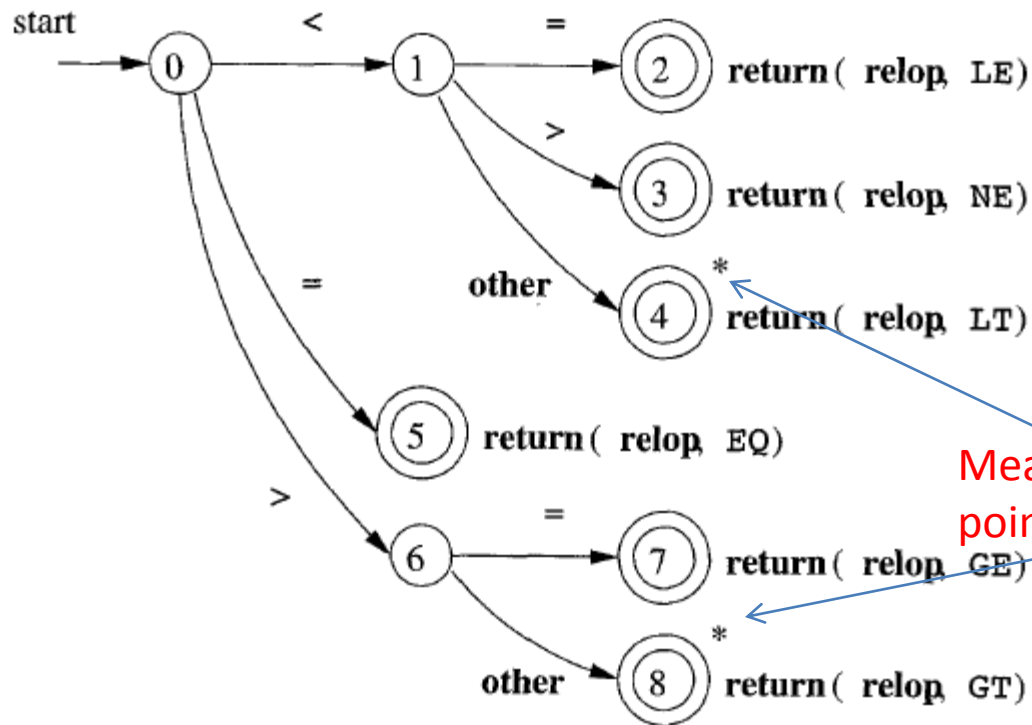 start
<
=
0
1
2
return( relop, LE)
>
3
return( relop, NE)
=
other
4
*
return( relop, LT)
5
return( relop, EQ)
>
=
6
7
return( relop, GE)
other
8
*
return( relop, GT)